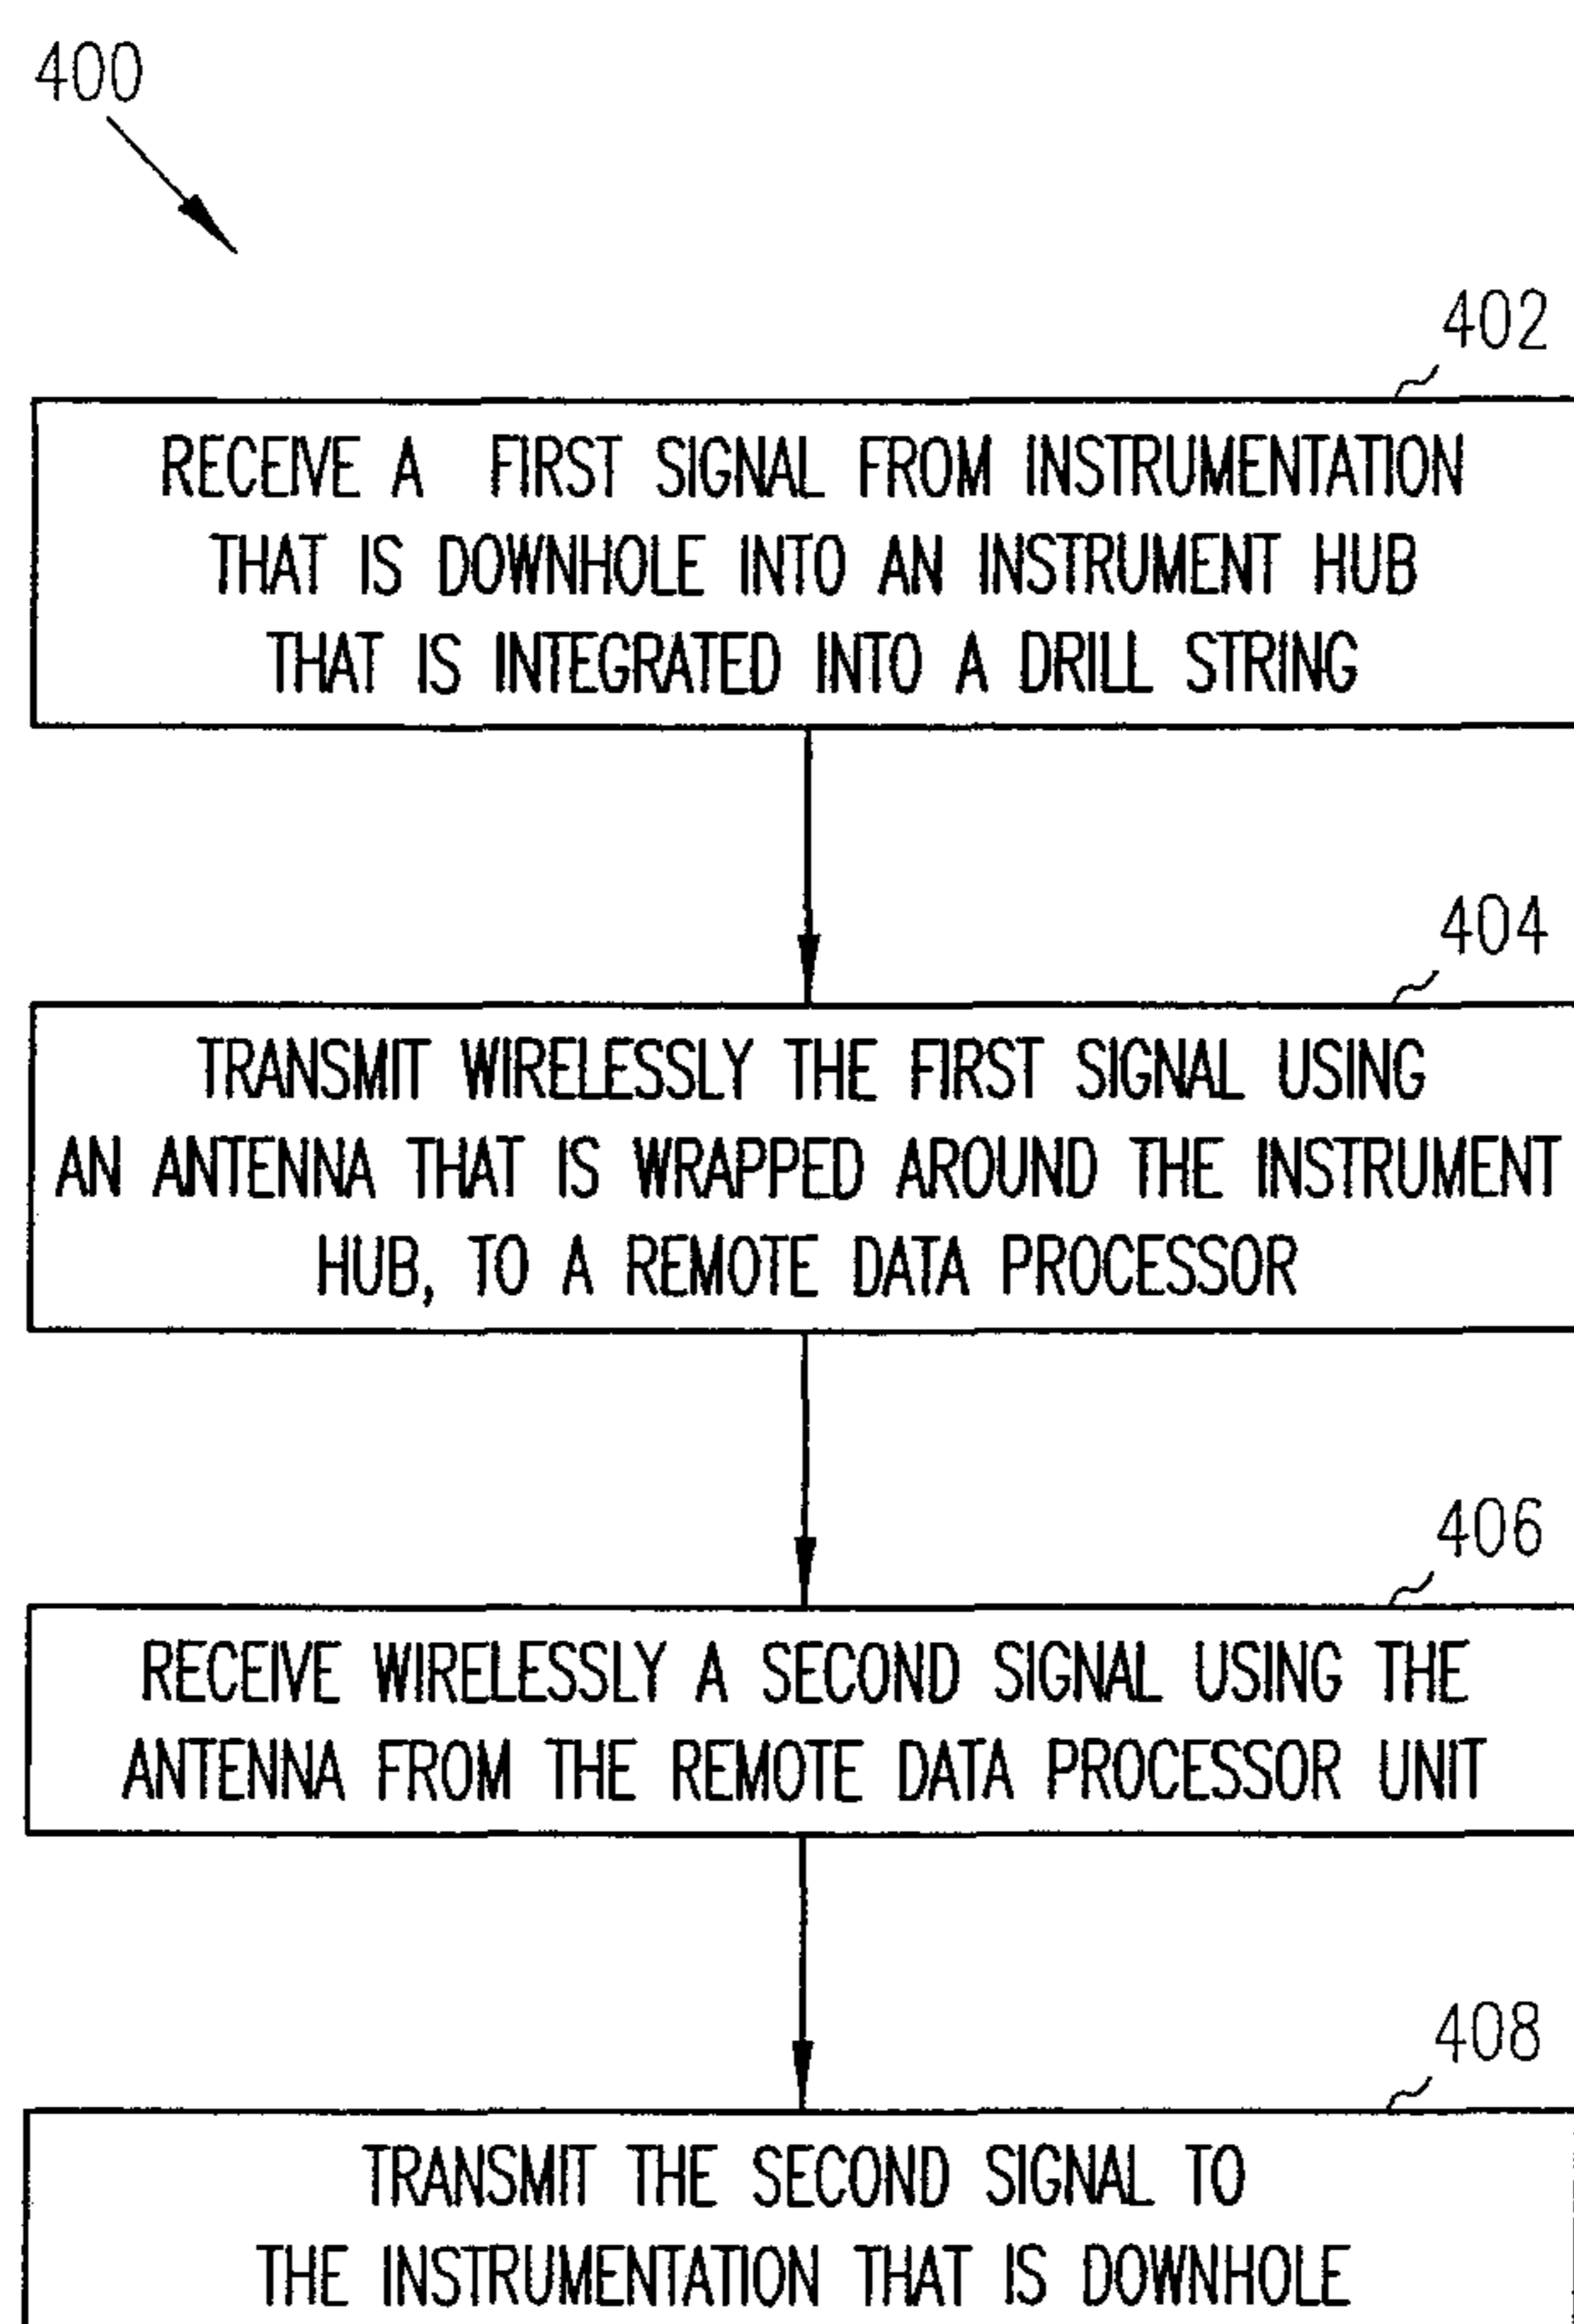 400
402
RECEIVE A FIRST SIGNAL FROM INSTRUMENTATION
THAT IS DOWNHOLE INTO AN INSTRUMENT HUB
THAT IS INTEGRATED INTO A DRILL STRING
404
TRANSMIT WIRELESSLY THE FIRST SIGNAL USING
AN ANTENNA THAT IS WRAPPED AROUND THE INSTRUMENT
HUB, TO A REMOTE DATA PROCESSOR
406
RECEIVE WIRELESSLY A SECOND SIGNAL USING THE
ANTENNA FROM THE REMOTE DATA PROCESSOR UNIT
408
TRANSMIT THE SECOND SIGNAL TO
THE INSTRUMENTATION THAT IS DOWNHOLE